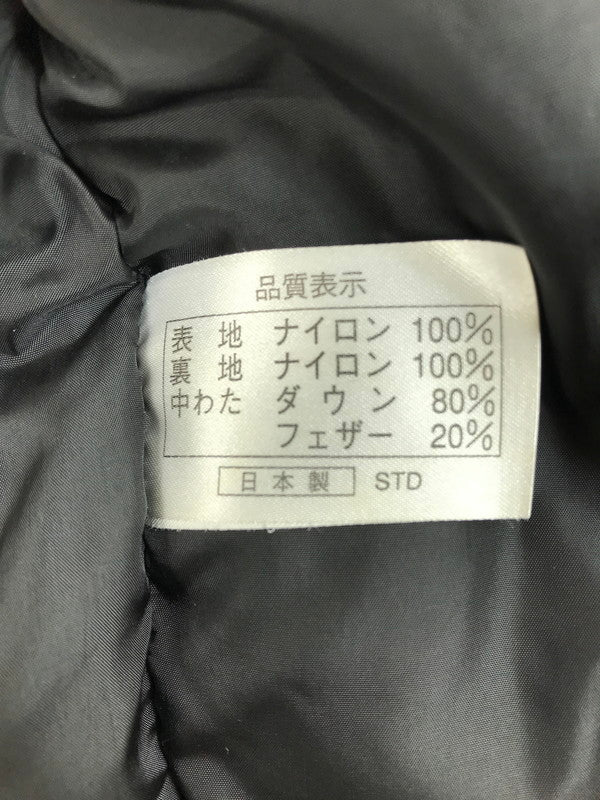 品質表示
表 地 ナイロン 100%
裏 地 ナイロン 100%
中わた ダウン 80%
フェザー 20%
日本製 STD